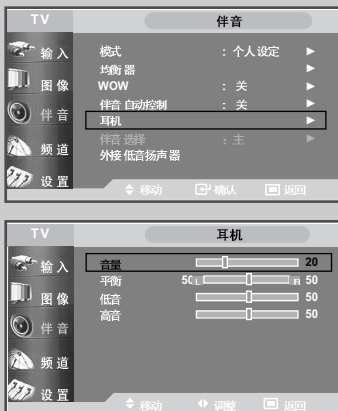 TV 伴音
输入
图像
伴音
频道
设置
模式 : 个人设定 ►
均衡器 ►
WOW : 关 ►
伴音 自动控制 : 关 ►
耳机 ►
伴音 选择 : 主 ►
外接 低音扬声器
移动 确认 返回
TV 耳机
输入
图像
伴音
频道
设置
音量 20
平衡 50 L R 50
低音 50
高音 50
移动 调整 返回